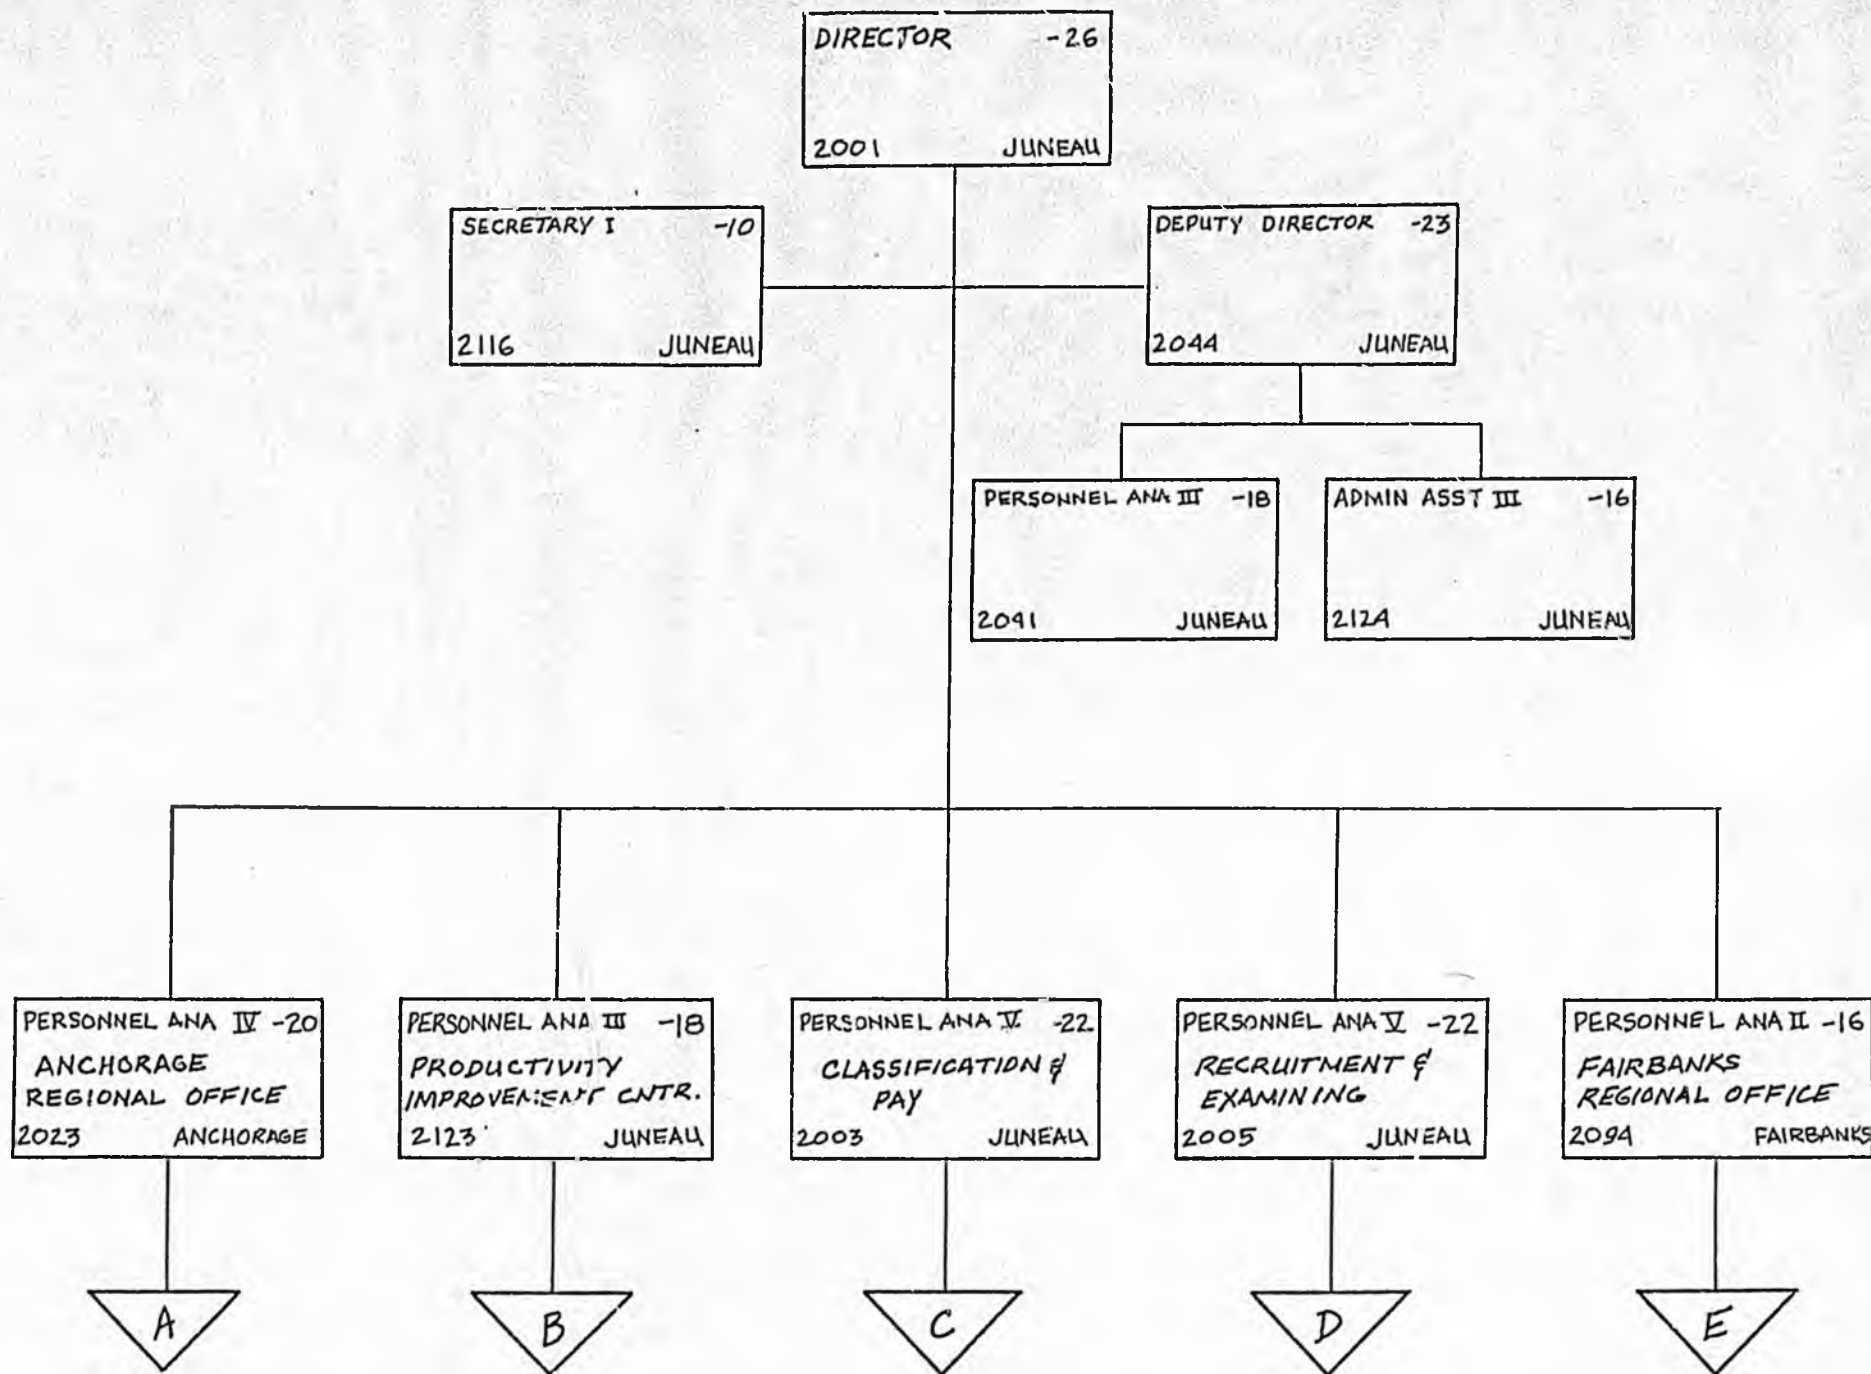 DIRECTOR -26
2001 JUNEAU
SECRETARY I -10
2116 JUNEAU
DEPUTY DIRECTOR -23
2044 JUNEAU
PERSONNEL ANA III -18
2041 JUNEAU
ADMIN ASST III -16
2124 JUNEAU
PERSONNEL ANA IV -20
ANCHORAGE
REGIONAL OFFICE
2023 ANCHORAGE
PERSONNEL ANA III -18
PRODUCTIVITY
IMPROVEMENT CNTR.
2123 JUNEAU
PERSONNEL ANA V -22
CLASSIFICATION &
PAY
2003 JUNEAU
PERSONNEL ANA V -22
RECRUITMENT &
EXAMINING
2005 JUNEAU
PERSONNEL ANA II -16
FAIRBANKS
REGIONAL OFFICE
2094 FAIRBANKS
A
B
C
D
E